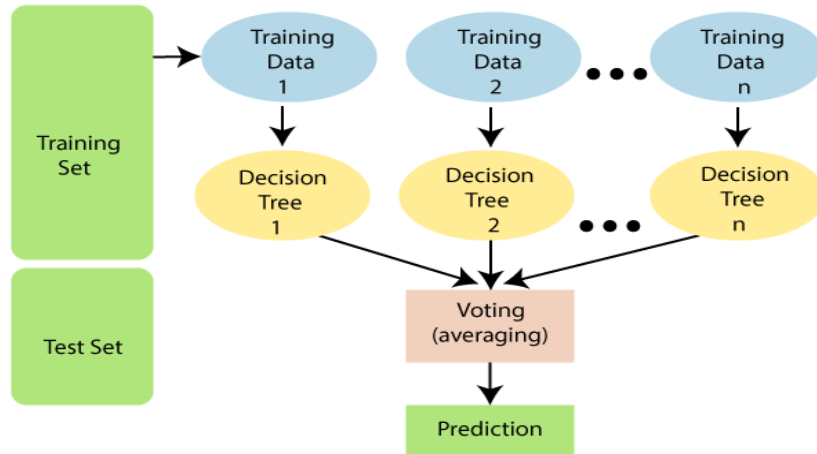 Training
Data
1
Training
Data
2
Training
Data
n
Training
Set
Decision
Tree
1
Decision
Tree
2
Decision
Tree
n
Test Set
Voting
(averaging)
Prediction